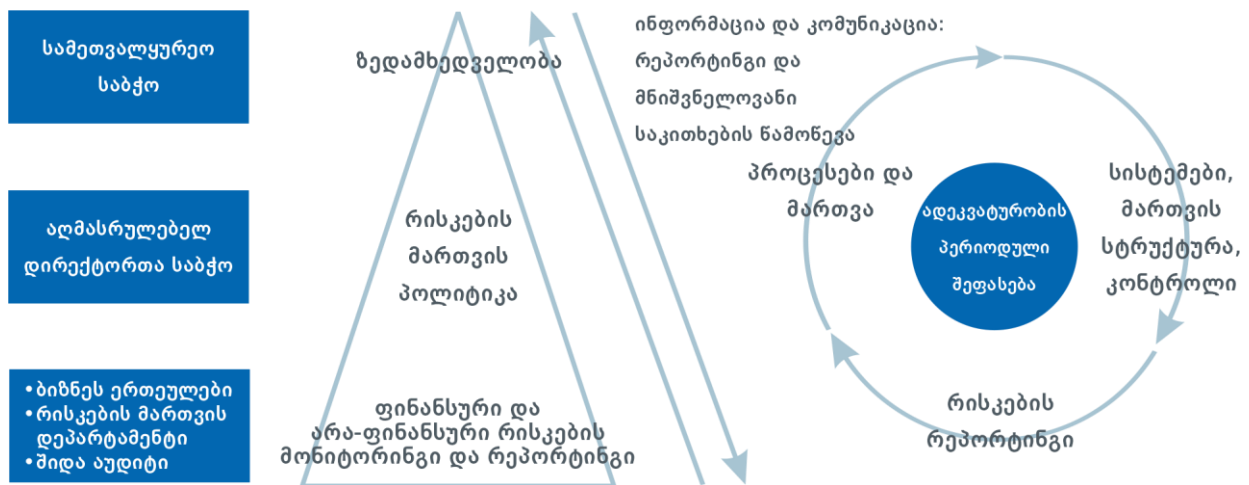 სამეთვალყურეო
საბჭო
აღმასრულებელ
დირექტორთა საბჭო
•ბიზნეს ერთეულები
•რისკების მართვის
დეპარტამენტი
•შიდა აუდიტი
ზედამხედველობა
რისკების
მართვის
პოლიტიკა
ფინანსური და
არა-ფინანსური რისკების
მონიტორინგი და რეპორტინგი
ინფორმაცია და კომუნიკაცია:
რეპორტინგი და
მნიშვნელოვანი
საკითხების წამოწევა
პროცესები და
მართვა
ადეკვატურობის
პერიოდული
შეფასება
სისტემები,
მართვის
სტრუქტურა,
კონტროლი
რისკების
რეპორტინგი